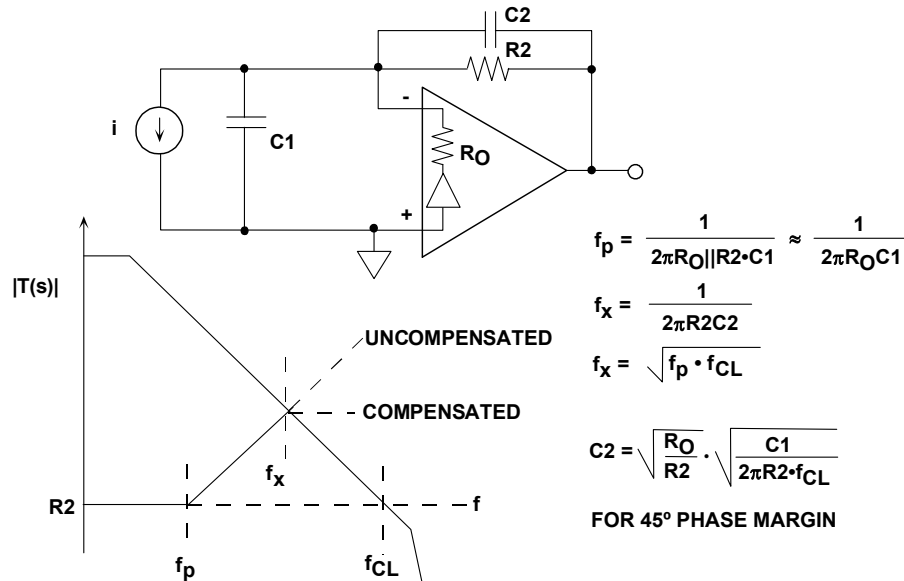 C2
R2
i
C1
-
+
RO
|T(s)|
UNCOMPENSATED
COMPENSATED
fx
R2
f
fp
fCL
fp = 1 / 2πRO||R2•C1 ≈ 1 / 2πROC1
fx = 1 / 2πR2C2
fx = √fp • fCL
C2 = √RO / R2 • √C1 / 2πR2•fCL
FOR 45º PHASE MARGIN